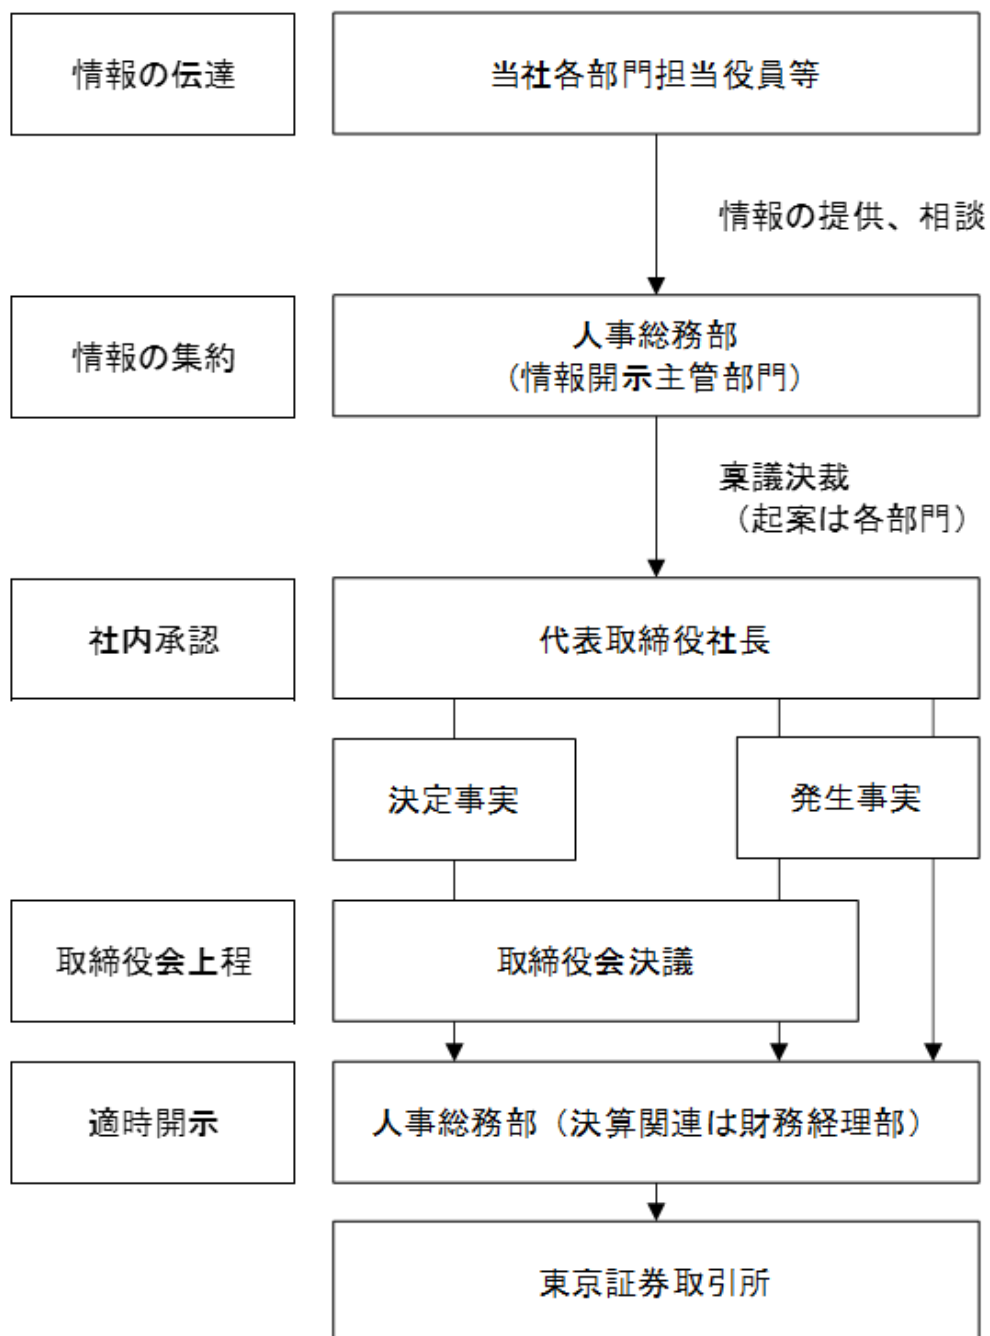 情報の伝達
当社各部門担当役員等
情報の提供、相談
情報の集約
人事総務部
（情報開示主管部門）
稟議決裁
（起案は各部門）
社内承認
代表取締役社長
決定事実
発生事実
取締役会上程
取締役会決議
適時開示
人事総務部（決算関連は財務経理部）
東京証券取引所